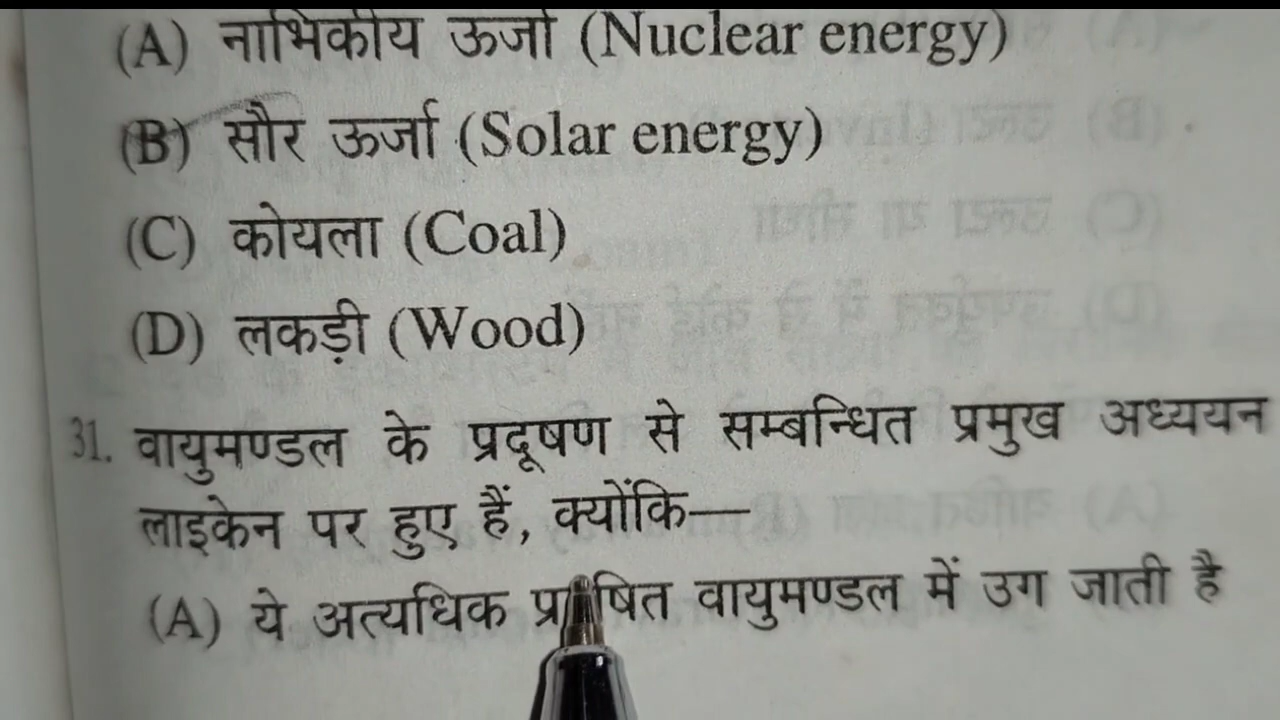 (A) नाभिकीय ऊर्जा (Nuclear energy)
(B) सौर ऊर्जा (Solar energy)
(C) कोयला (Coal)
(D) लकड़ी (Wood)
31. वायुमण्डल के प्रदूषण से सम्बन्धित प्रमुख अध्ययन
लाइकेन पर हुए हैं, क्योंकि—
(A) ये अत्यधिक वायुमण्डल में उग जाती है